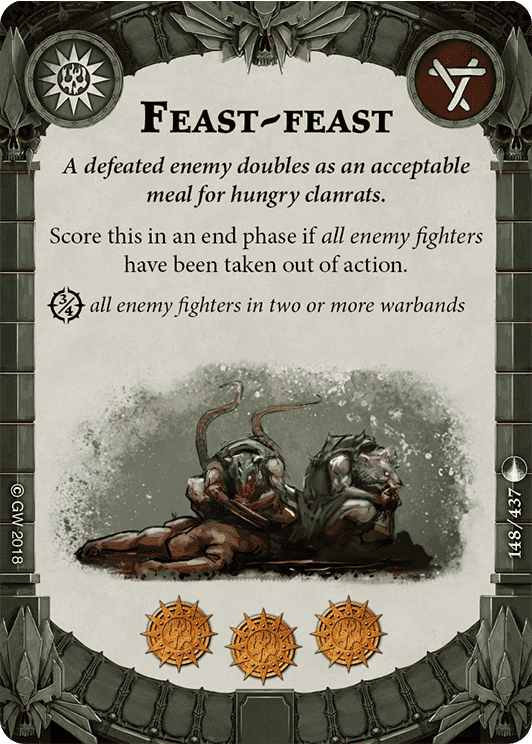 Feast~feast
A defeated enemy doubles as an acceptable
meal for hungry clanrats.
Score this in an end phase if all enemy fighters
have been taken out of action.
3/4 all enemy fighters in two or more warbands
© GW 2018
148/437